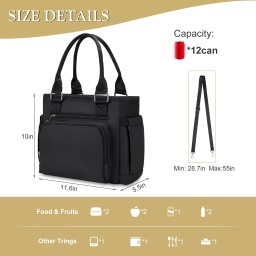 SIZE DETAILS
Capacity:
*12can
10in
11.6in
5.5in
Min: 28.7in Max:55in
Food & Fruits
*2
*2
*1
*2
Other Trings
*1
*1
*1
*1